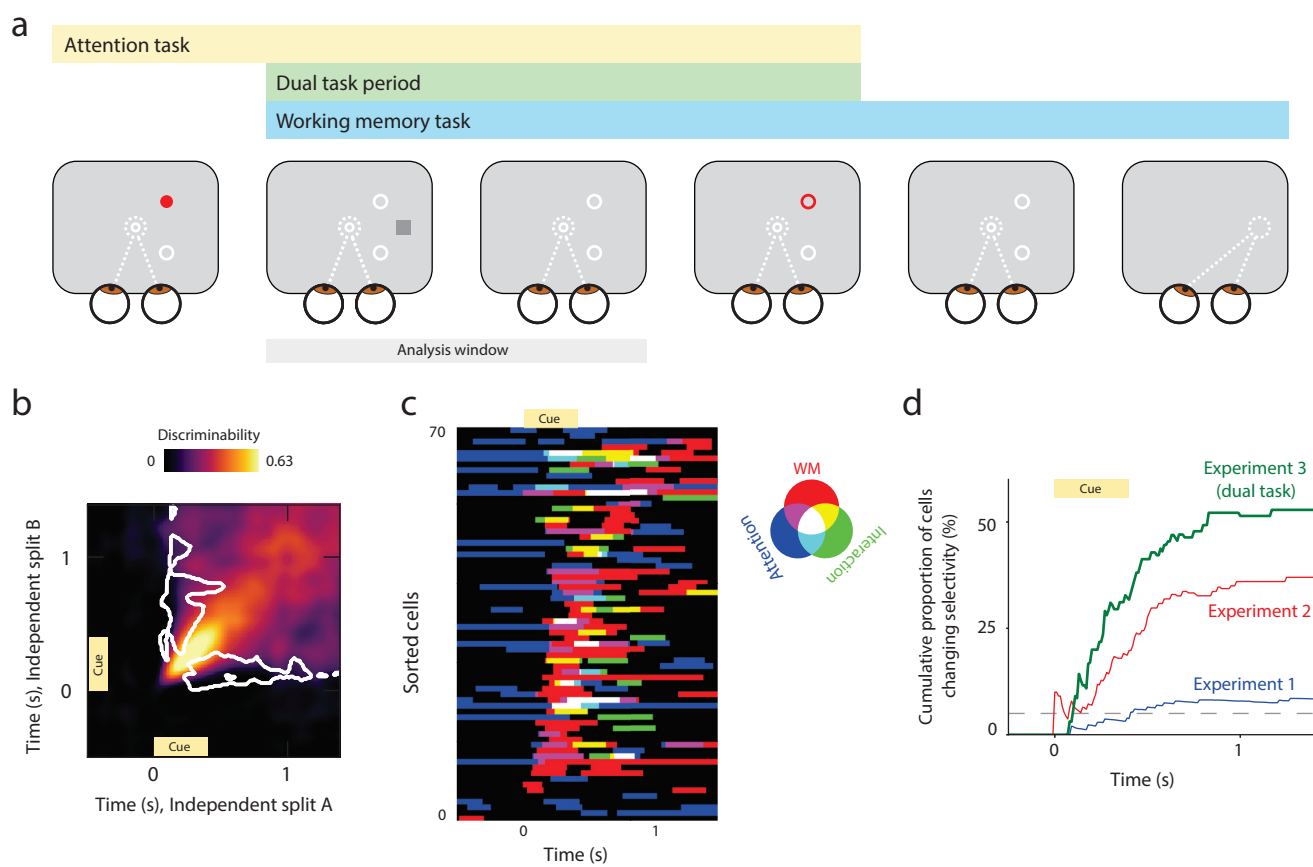 a
Attention task
Dual task period
Working memory task
Analysis window
b
Discriminability
0
0.63
Time (s), Independent split B
1
0
Cue
Cue
0
1
Time (s), Independent split A
c
Cue
70
Sorted cells
0
0
1
Time (s)
WM
Attention
Interaction
d
Cumulative proportion of cells
changing selectivity (%)
50
25
0
Cue
Experiment 3
(dual task)
Experiment 2
Experiment 1
0
1
Time (s)